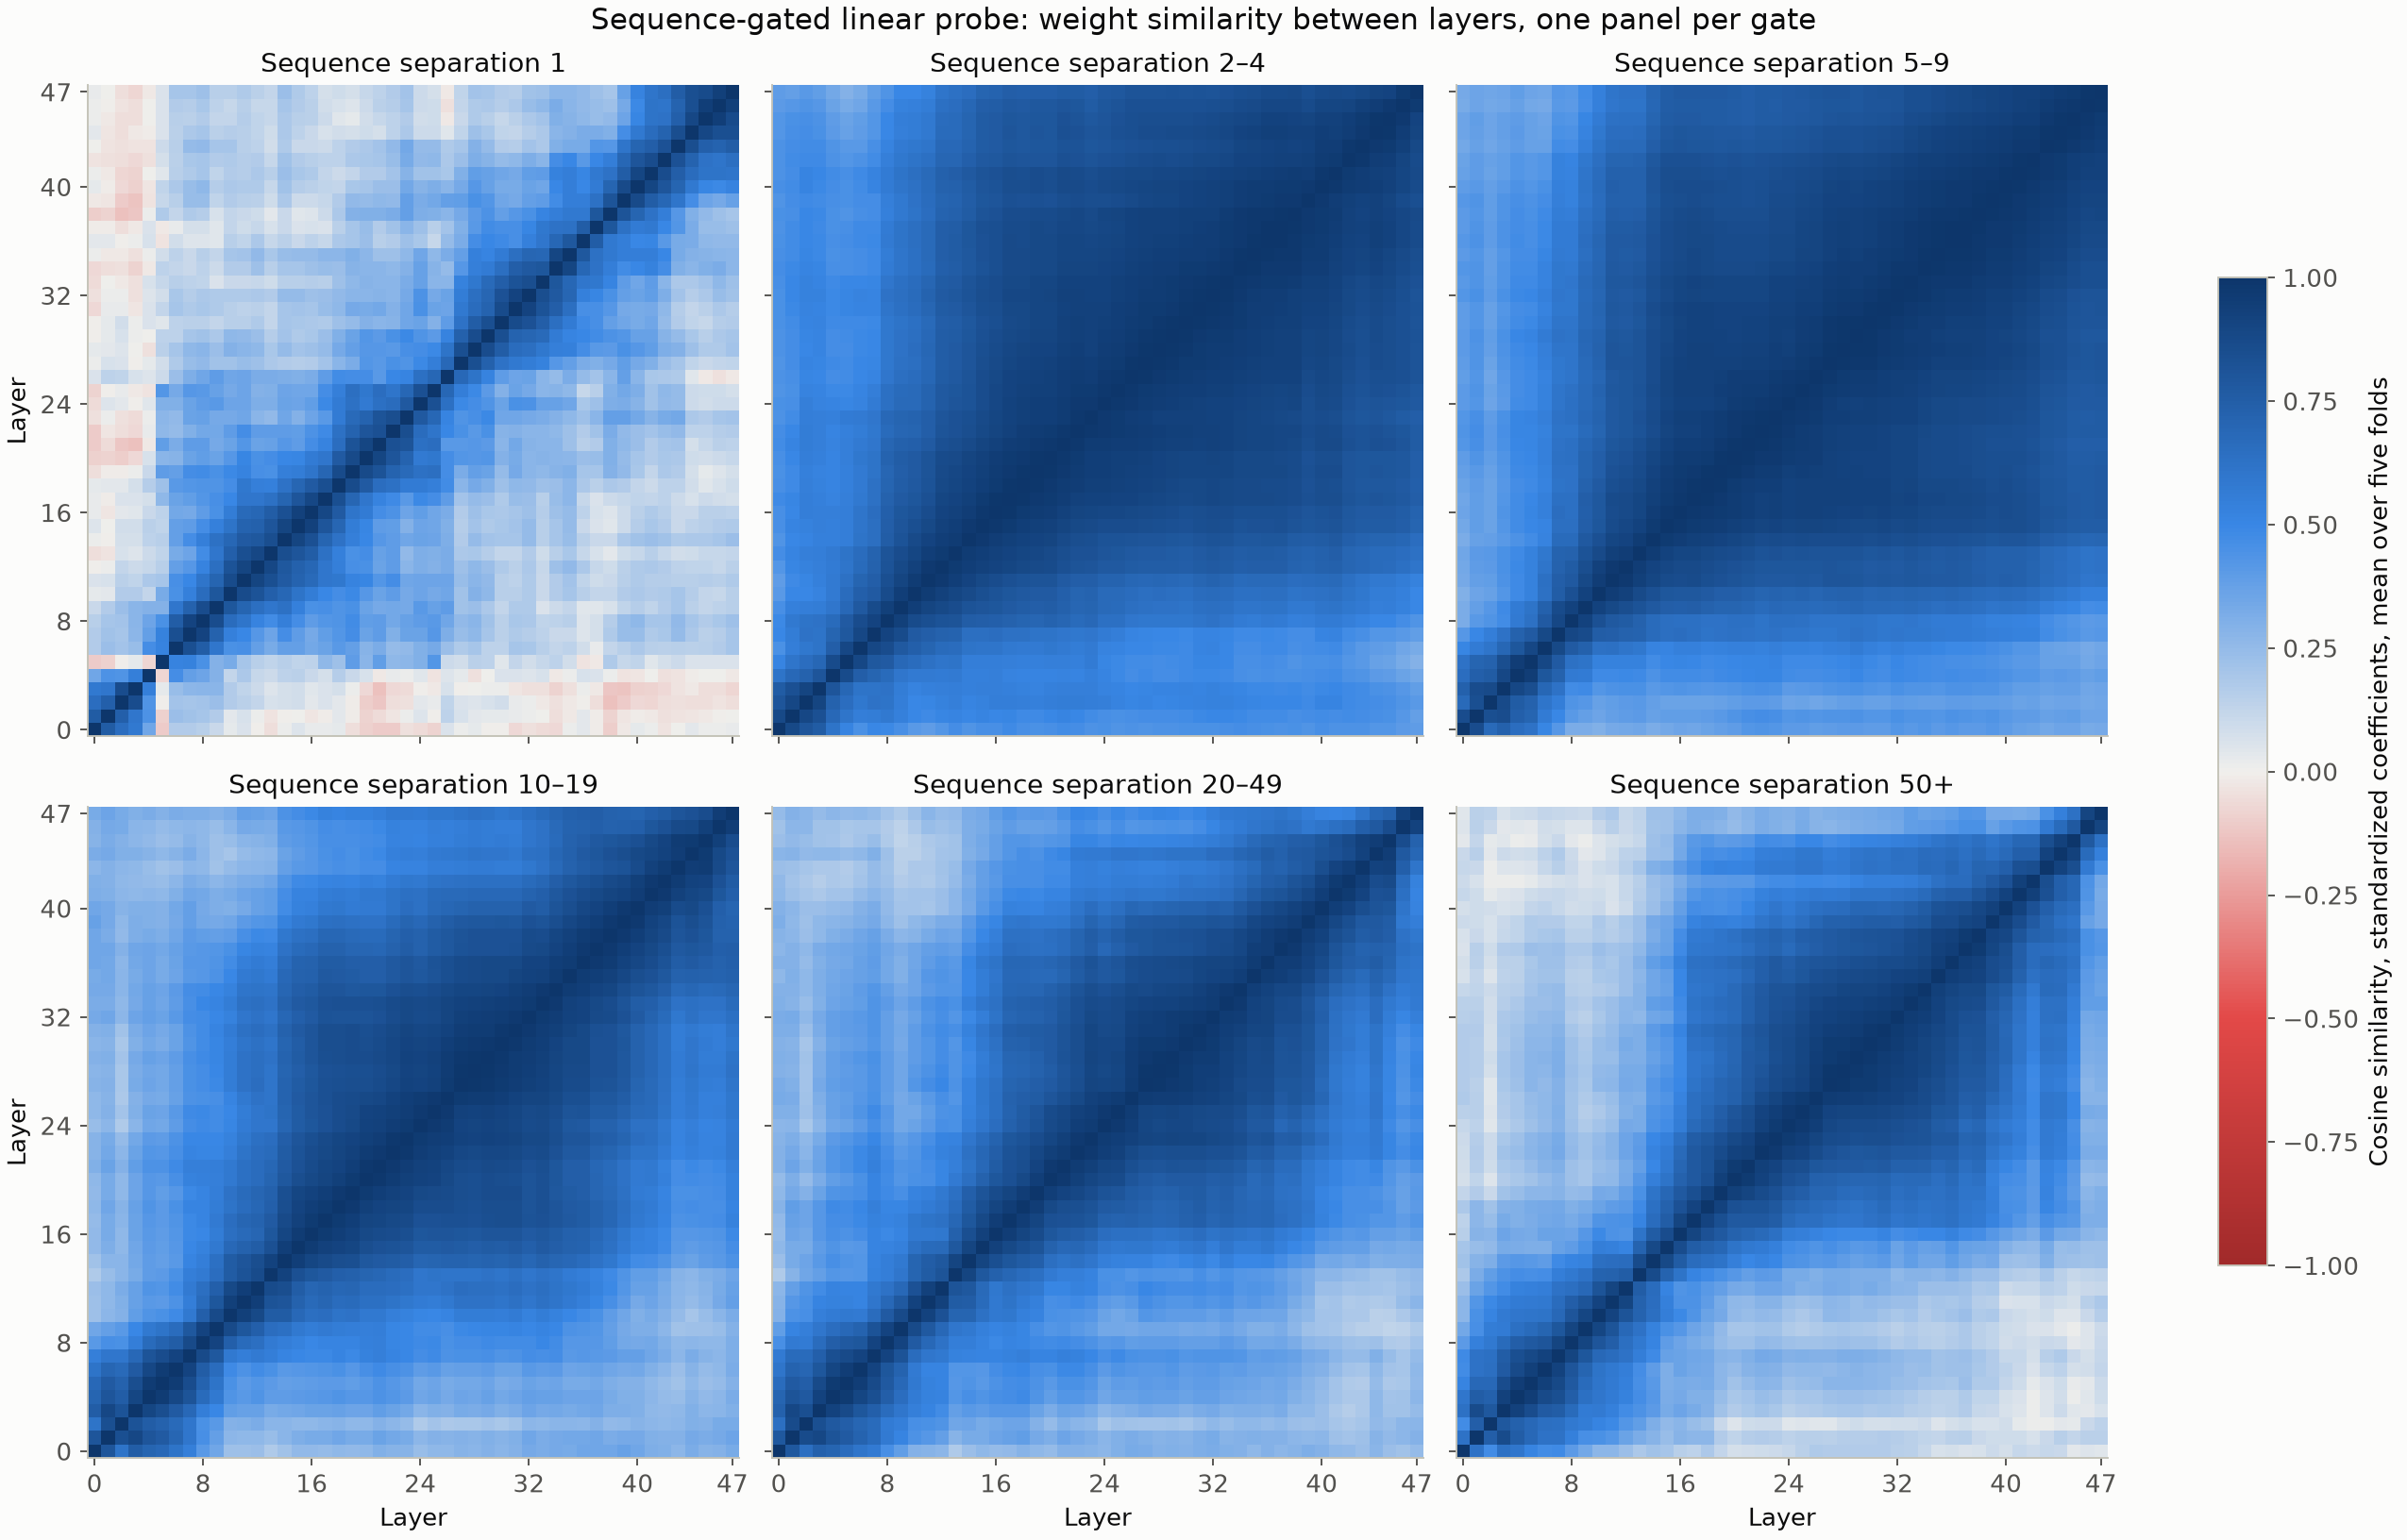 Sequence-gated linear probe: weight similarity between layers, one panel per gate
Sequence separation 1
Sequence separation 2–4
Sequence separation 5–9
47
40
32
24
16
8
0
Layer
Sequence separation 10–19
Sequence separation 20–49
Sequence separation 50+
47
40
32
24
16
8
0
Layer
0 8 16 24 32 40 47
0 8 16 24 32 40 47
0 8 16 24 32 40 47
Layer
Layer
Layer
1.00
0.75
0.50
0.25
0.00
−0.25
−0.50
−0.75
−1.00
Cosine similarity, standardized coefficients, mean over five folds